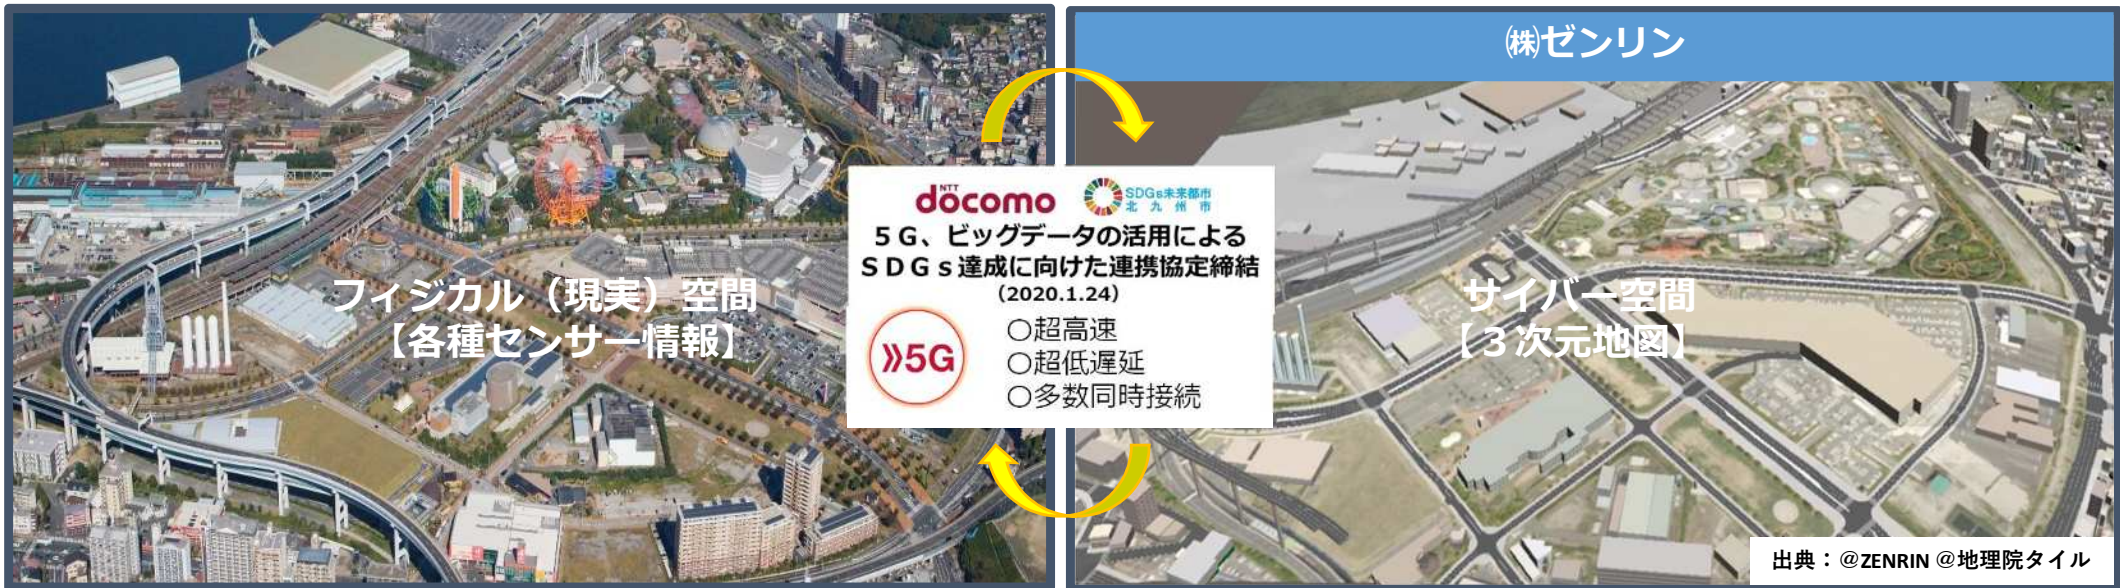 ㈱ゼンリン
フィジカル（現実）空間
【各種センサー情報】
NTT
döcomo
SDGs未来都市
北九州市
５Ｇ、ビッグデータの活用による
ＳＤＧｓ達成に向けた連携協定締結
（2020.1.24）
5G
○超高速
○超低遅延
○多数同時接続
サイバー空間
【３次元地図】
出典：@ZENRIN @地理院タイル